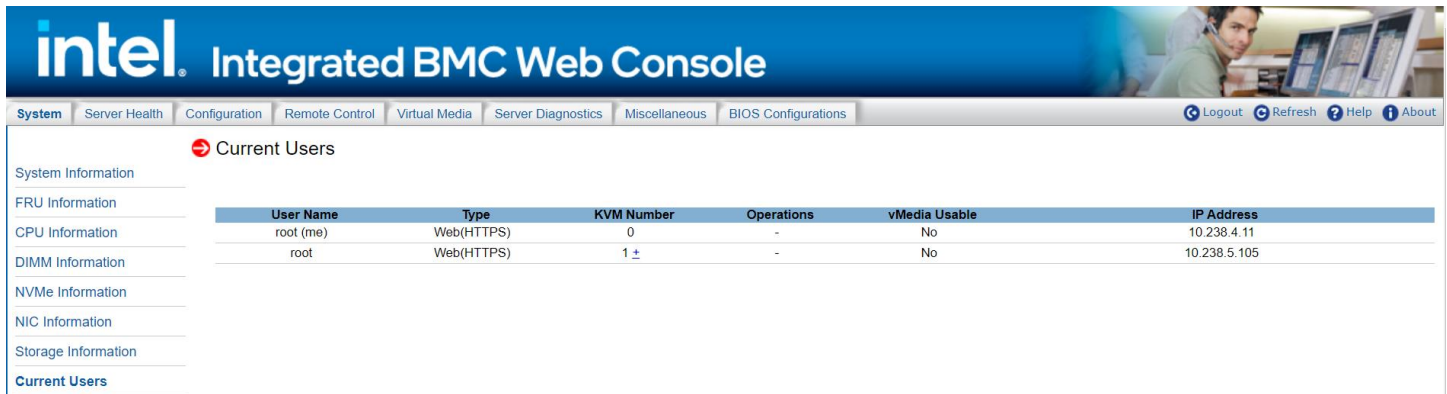 intel. Integrated BMC Web Console
System Server Health Configuration Remote Control Virtual Media Server Diagnostics Miscellaneous BIOS Configurations Logout Refresh Help About
Current Users
System Information
FRU Information
CPU Information
DIMM Information
NVMe Information
NIC Information
Storage Information
Current Users
User Name Type KVM Number Operations vMedia Usable IP Address
root (me) Web(HTTPS) 0 - No 10.238.4.11
root Web(HTTPS) 1 + - No 10.238.5.105